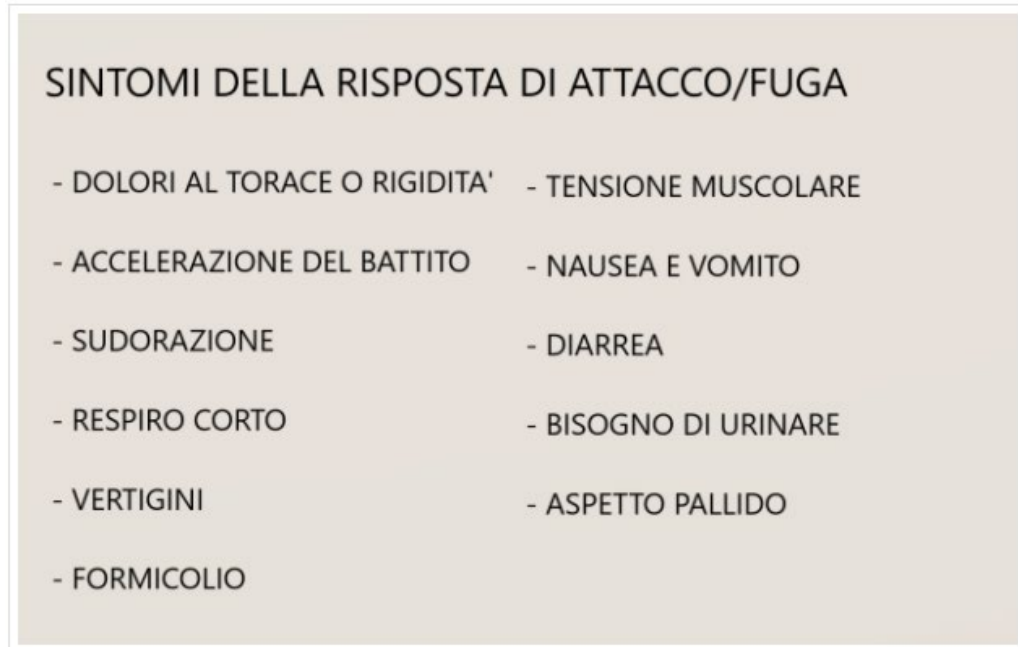 SINTOMI DELLA RISPOSTA DI ATTACCO/FUGA
- DOLORI AL TORACE O RIGIDITA'
- ACCELERAZIONE DEL BATTITO
- SUDORAZIONE
- RESPIRO CORTO
- VERTIGINI
- FORMICOLIO
- TENSIONE MUSCOLARE
- NAUSEA E VOMITO
- DIARREA
- BISOGNO DI URINARE
- ASPETTO PALLIDO